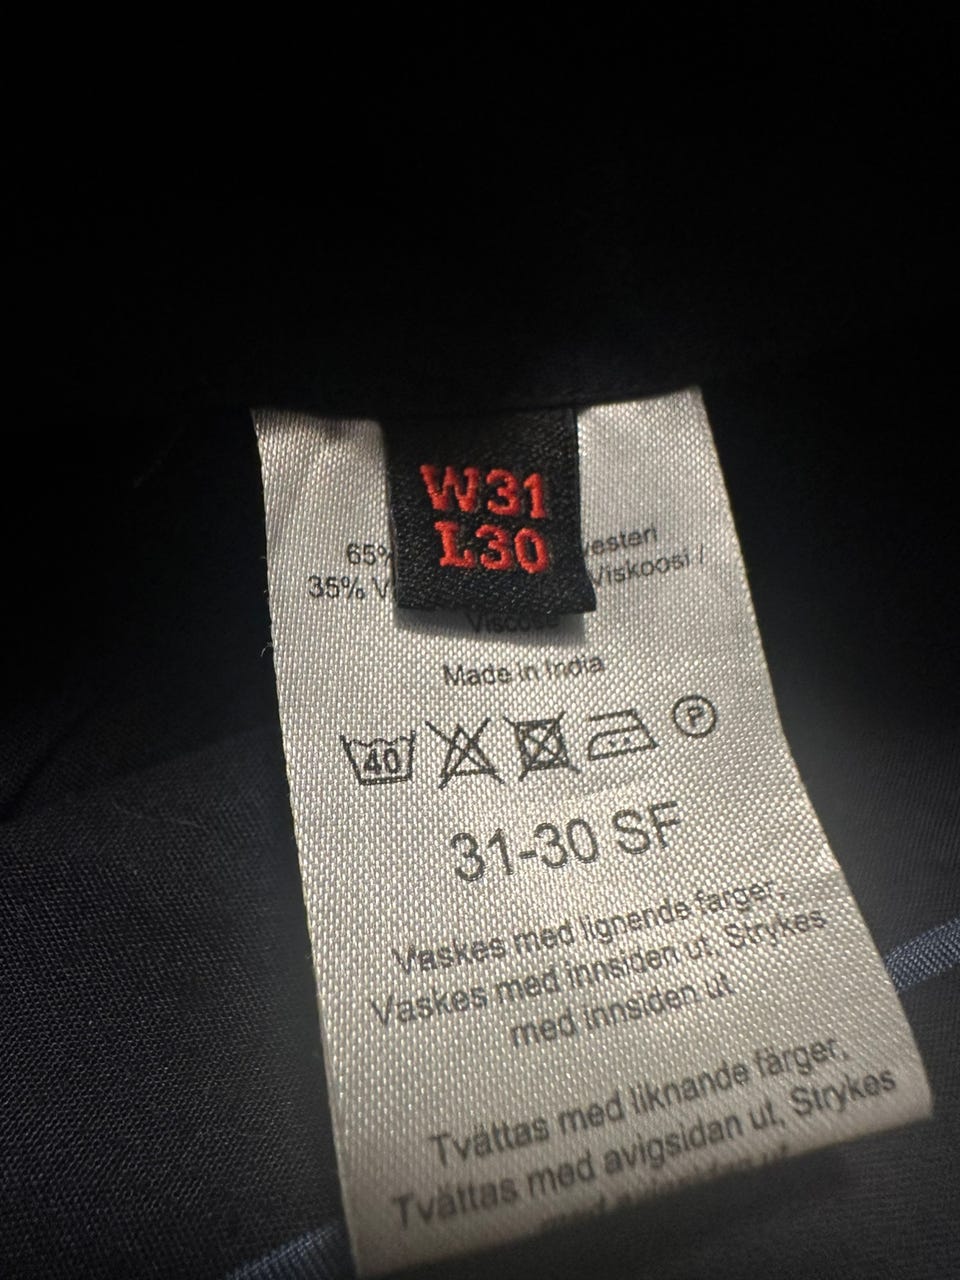 W31
L30
65%
35%
Viskoosi /
Viscose
Made in India
40
P
31-30 SF
Vaskes med lignende farger,
Vaskes med innsiden ut, Strykes
med innsiden ut
Tvättas med liknande färger,
Tvättas med avigsidan ut, Strykes